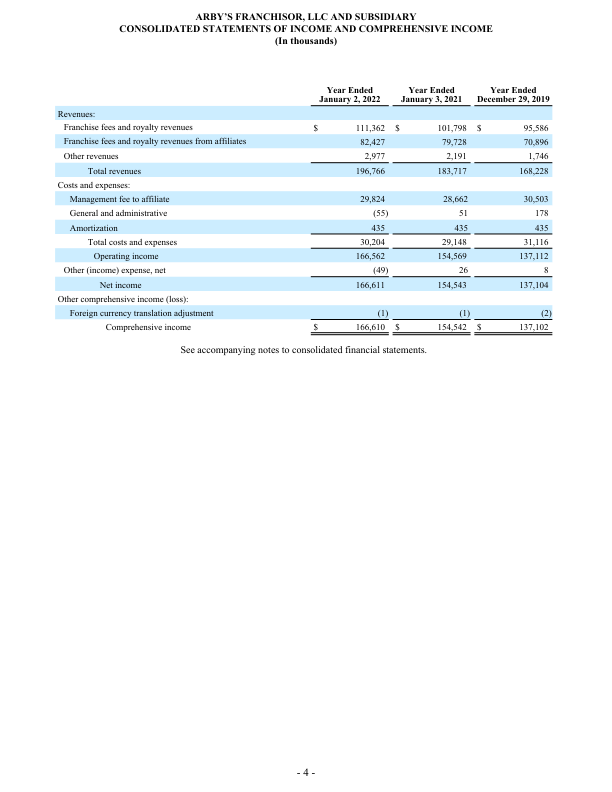 ARBY'S FRANCHISOR, LLC AND SUBSIDIARY
CONSOLIDATED STATEMENTS OF INCOME AND COMPREHENSIVE INCOME
(In thousands)
Year Ended Year Ended Year Ended
January 2, 2022 January 3, 2021 December 29, 2019
Revenues:
Franchise fees and royalty revenues $ 111,362 $ 101,798 $ 95,586
Franchise fees and royalty revenues from affiliates 82,427 79,728 70,896
Other revenues 2,977 2,191 1,746
Total revenues 196,766 183,717 168,228
Costs and expenses:
Management fee to affiliate 29,824 28,662 30,503
General and administrative (55) 51 178
Amortization 435 435 435
Total costs and expenses 30,204 29,148 31,116
Operating income 166,562 154,569 137,112
Other (income) expense, net (49) 26 8
Net income 166,611 154,543 137,104
Other comprehensive income (loss):
Foreign currency translation adjustment (1) (1) (2)
Comprehensive income $ 166,610 $ 154,542 $ 137,102
See accompanying notes to consolidated financial statements.
- 4 -